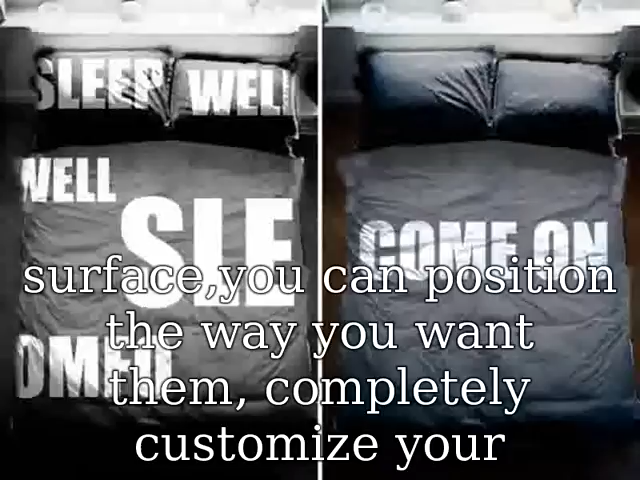 SLEEP WELL
WELL
SLE
COME ON
surface,you can position
the way you want
them, completely
customize your